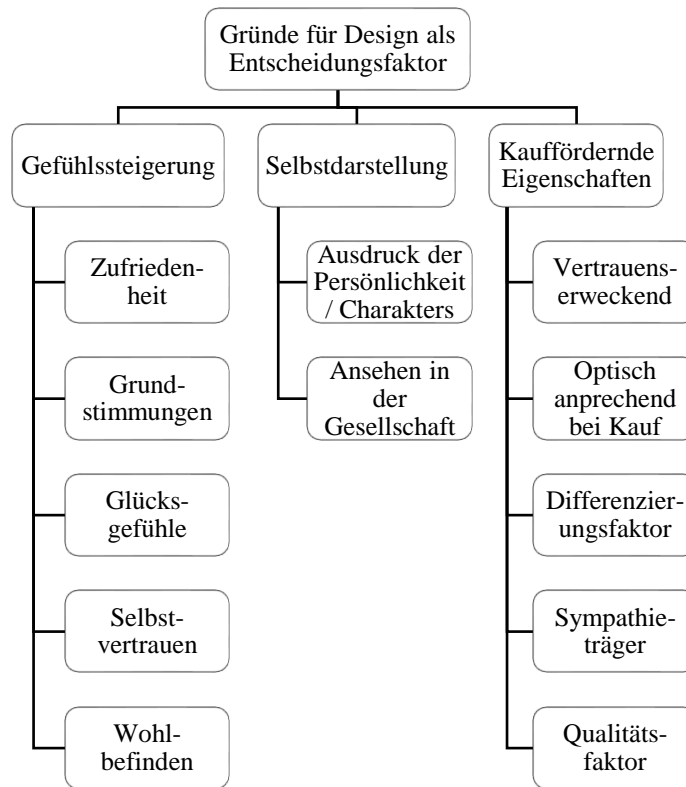 Gründe für Design als
Entscheidungsfaktor
Gefühlssteigerung
Zufrieden-
heit
Grund-
stimmungen
Glücks-
gefühle
Selbst-
vertrauen
Wohl-
befinden
Selbstdarstellung
Ausdruck der
Persönlichkeit
/ Charakters
Ansehen in
der
Gesellschaft
Kauffördernde
Eigenschaften
Vertrauens-
erweckend
Optisch
anprechend
bei Kauf
Differenzier-
ungsfaktor
Sympathie-
träger
Qualitäts-
faktor